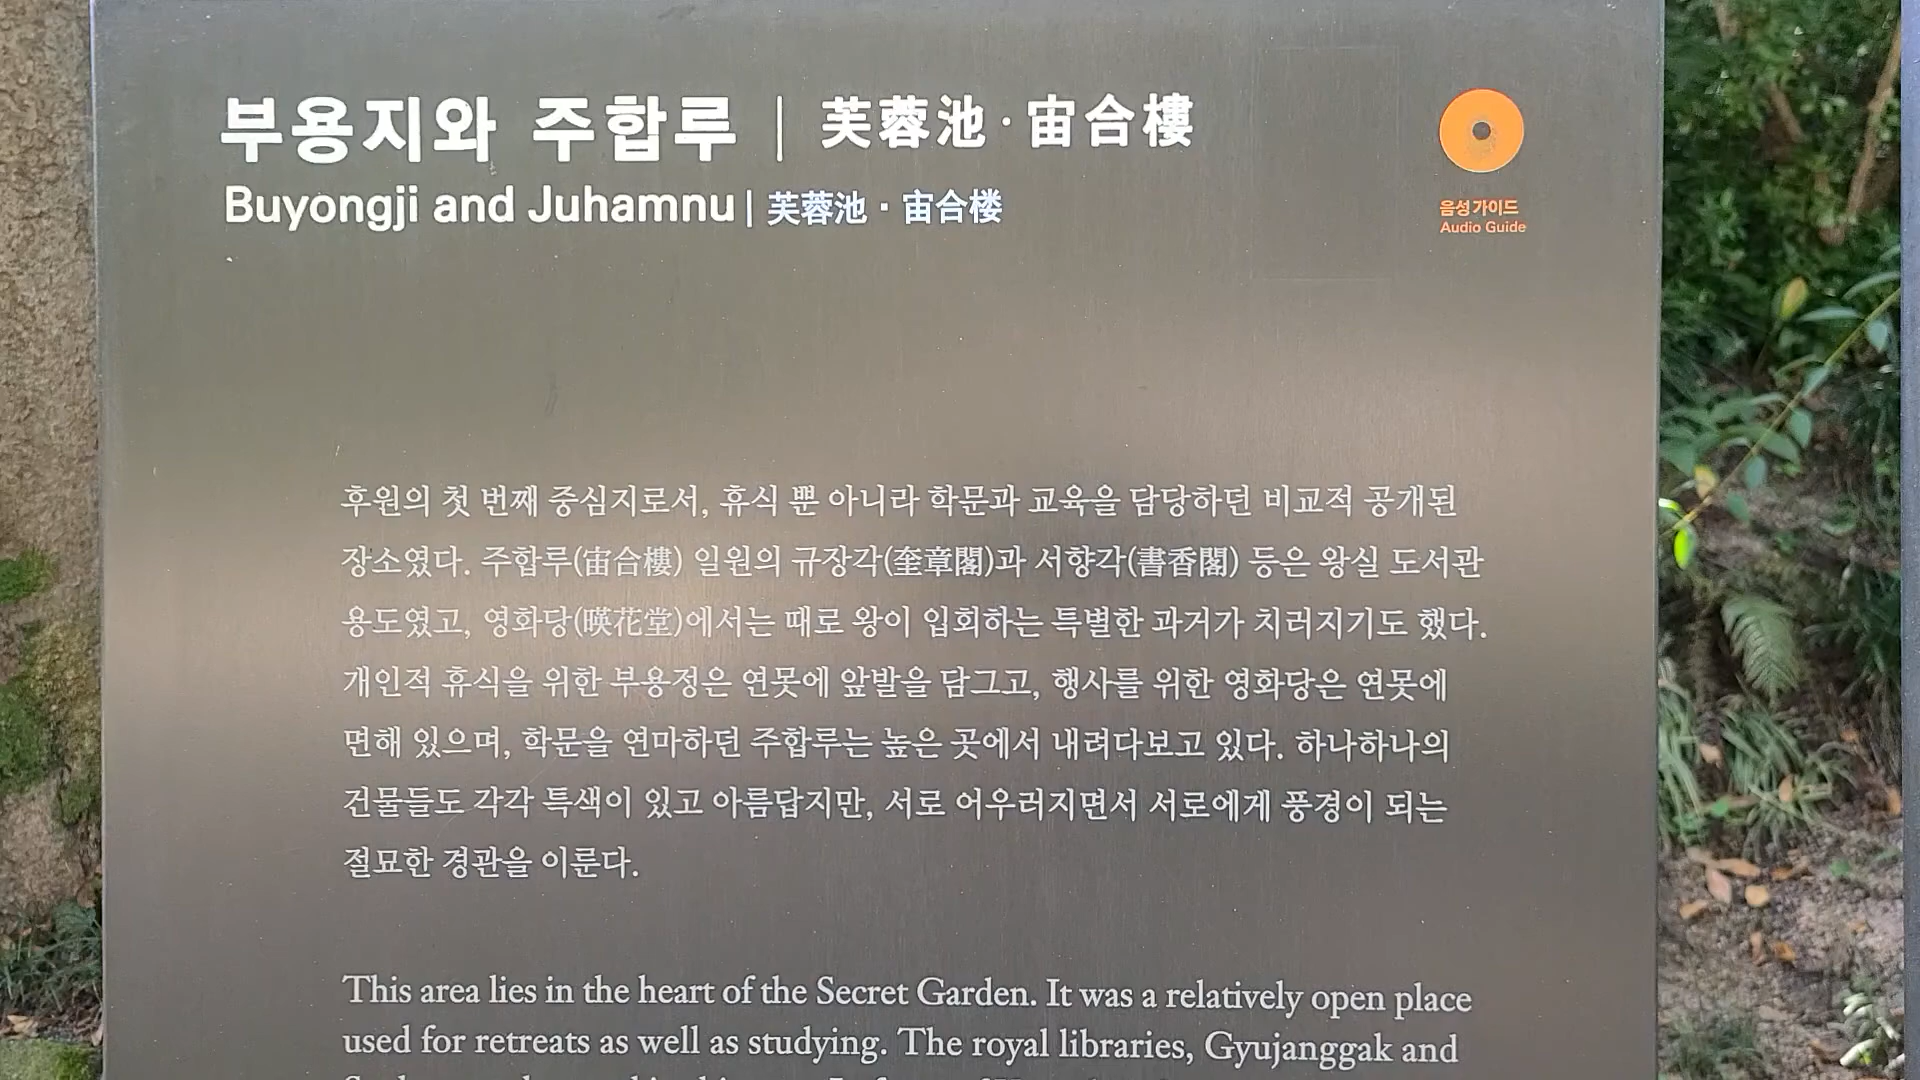 부용지와 주합루 | 芙蓉池·宙合樓
Buyongji and Juhamnu | 芙蓉池・宙合楼
음성 가이드
Audio Guide
후원의 첫 번째 중심지로서, 휴식 뿐 아니라 학문과 교육을 담당하던 비교적 공개된
장소였다. 주합루(宙合樓) 일원의 규장각(奎章閣)과 서향각(書香閣) 등은 왕실 도서관
용도였고, 영화당(暎花堂)에서는 때로 왕이 입회하는 특별한 과거가 치러지기도 했다.
개인적 휴식을 위한 부용정은 연못에 앞발을 담그고, 행사를 위한 영화당은 연못에
면해 있으며, 학문을 연마하던 주합루는 높은 곳에서 내려다보고 있다. 하나하나의
건물들도 각각 특색이 있고 아름답지만, 서로 어우러지면서 서로에게 풍경이 되는
절묘한 경관을 이룬다.
This area lies in the heart of the Secret Garden. It was a relatively open place
used for retreats as well as studying. The royal libraries, Gyujanggak and